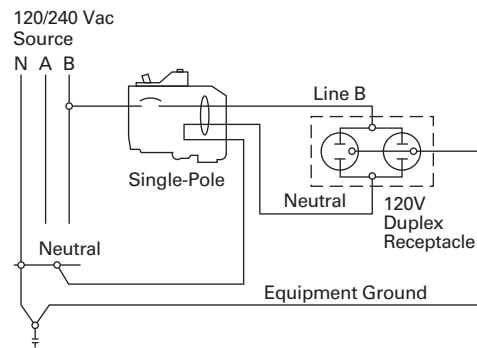 120/240 Vac
Source
N A B
Line B
Single-Pole
Neutral
120V
Duplex
Receptacle
Neutral
Equipment Ground